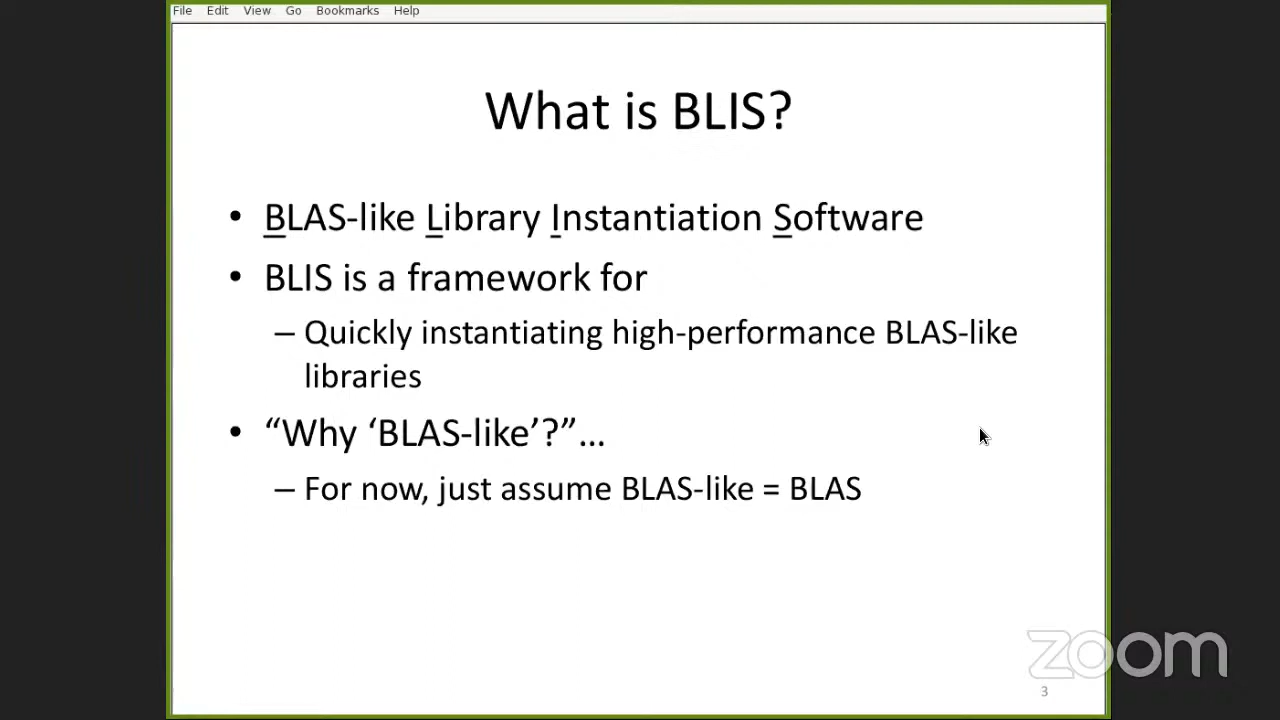 File Edit View Go Bookmarks Help
What is BLIS?
• BLAS-like Library Instantiation Software
• BLIS is a framework for
– Quickly instantiating high-performance BLAS-like
libraries
• “Why ‘BLAS-like’?”...
– For now, just assume BLAS-like = BLAS
zoom
3